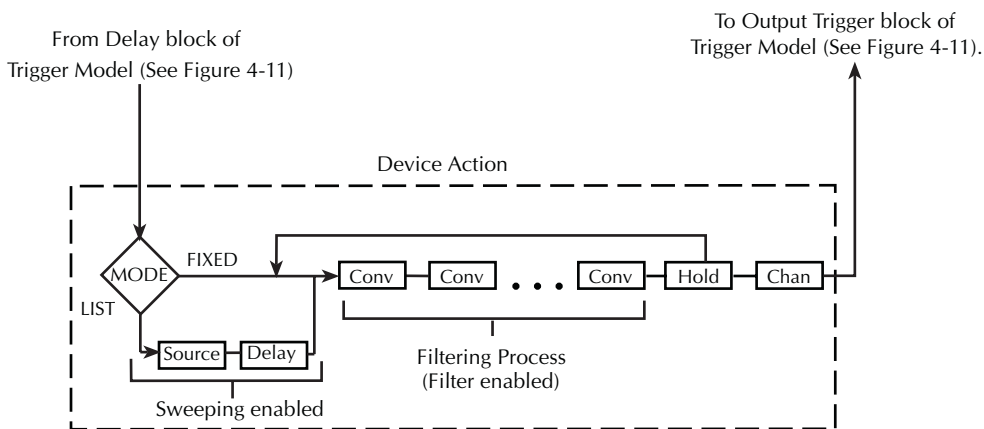 From Delay block of
Trigger Model (See Figure 4-11)
To Output Trigger block of
Trigger Model (See Figure 4-11).
Device Action
MODE
FIXED
LIST
Conv
Conv
• • •
Conv
Hold
Chan
Source
Delay
Filtering Process
(Filter enabled)
Sweeping enabled